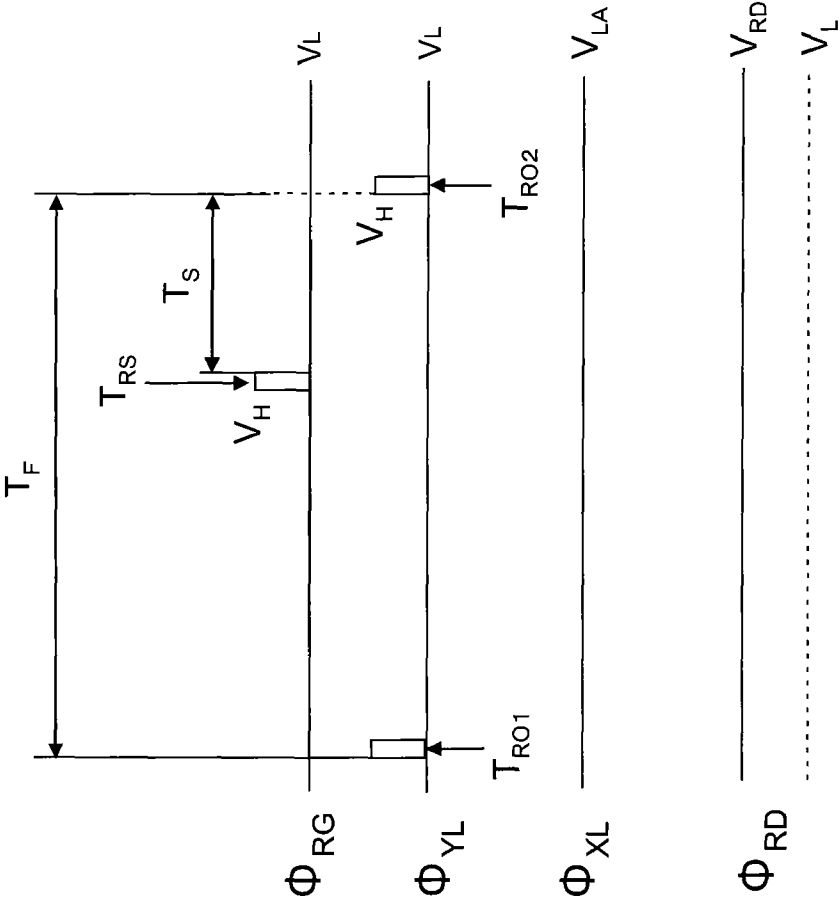 T_F
T_RS
T_S
V_H
Φ_RG
V_L
V_H
Φ_YL
V_L
T_RO1
T_RO2
Φ_XL
V_LA
Φ_RD
V_RD
V_L